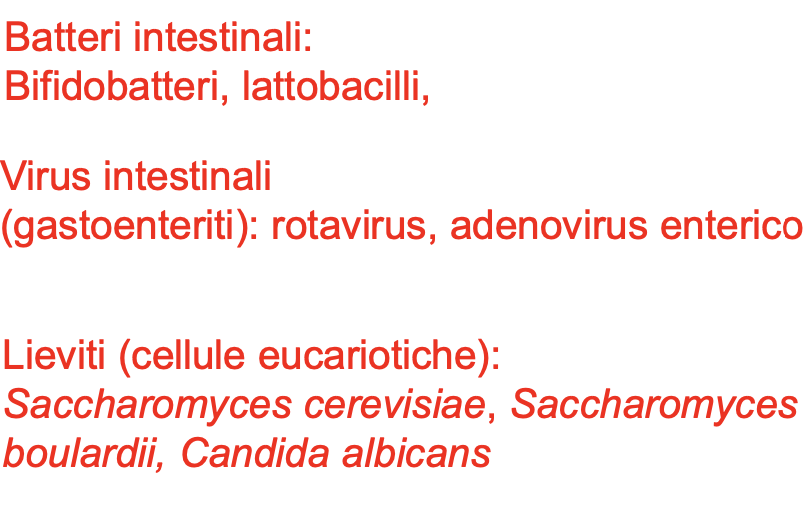 Batteri intestinali:
Bifidobatteri, lattobacilli,
Virus intestinali
(gastoenteriti): rotavirus, adenovirus enterico
Lieviti (cellule eucariotiche):
Saccharomyces cerevisiae, Saccharomyces
boulardii, Candida albicans